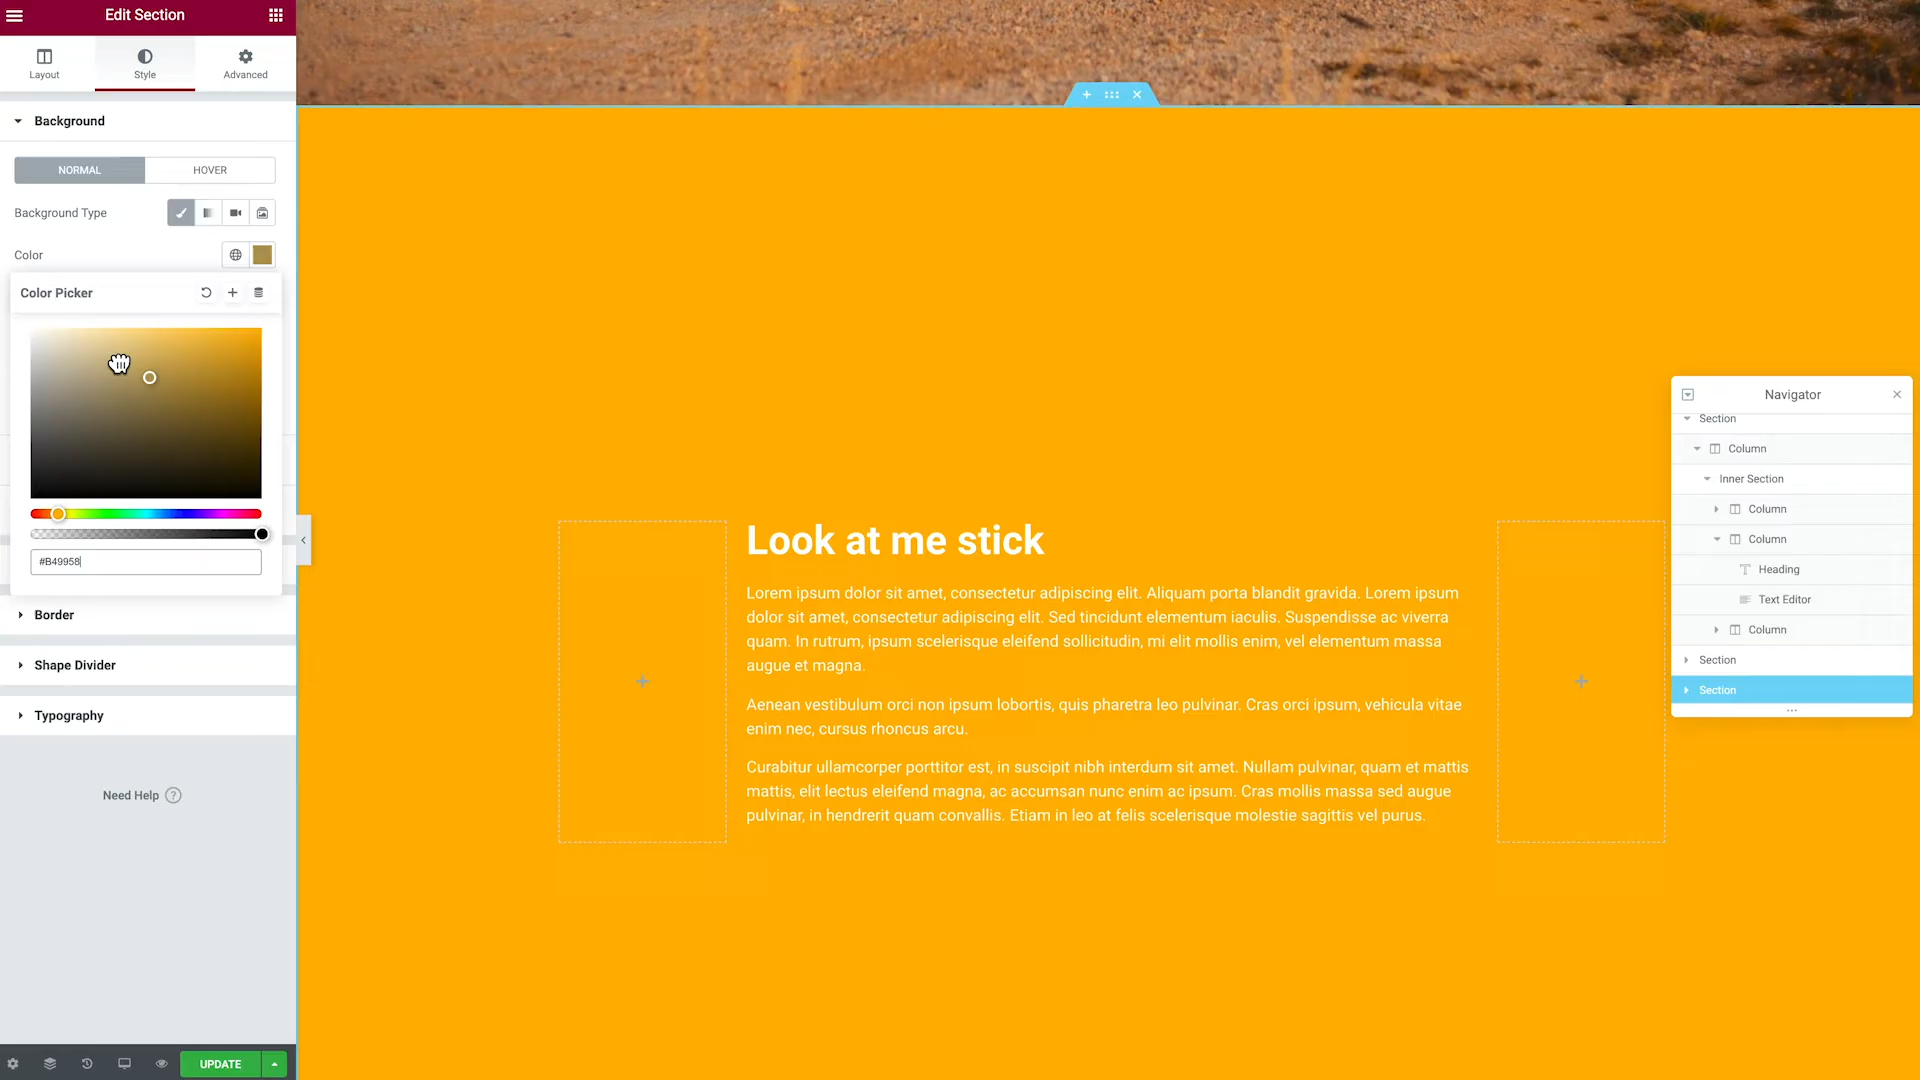 Edit Section
Layout
Style
Advanced
Background
NORMAL
HOVER
Background Type
Color
Color Picker
#B49958
Border
Shape Divider
Typography
Need Help
?
UPDATE
Look at me stick
Lorem ipsum dolor sit amet, consectetur adipiscing elit. Aliquam porta blandit gravida. Lorem ipsum
dolor sit amet, consectetur adipiscing elit. Sed tincidunt elementum iaculis. Suspendisse ac viverra
quam. In rutrum, ipsum scelerisque eleifend sollicitudin, mi elit mollis enim, vel elementum massa
augue et magna.
Aenean vestibulum orci non ipsum lobortis, quis pharetra leo pulvinar. Cras orci ipsum, vehicula vitae
enim nec, cursus rhoncus arcu.
Curabitur ullamcorper porttitor est, in suscipit nibh interdum sit amet. Nullam pulvinar, quam et mattis
mattis, elit lectus eleifend magna, ac accumsan nunc enim ac ipsum. Cras mollis massa sed augue
pulvinar, in hendrerit quam convallis. Etiam in leo at felis scelerisque molestie sagittis vel purus.
Navigator
Section
Column
Inner Section
Column
Column
Heading
Text Editor
Column
Section
Section